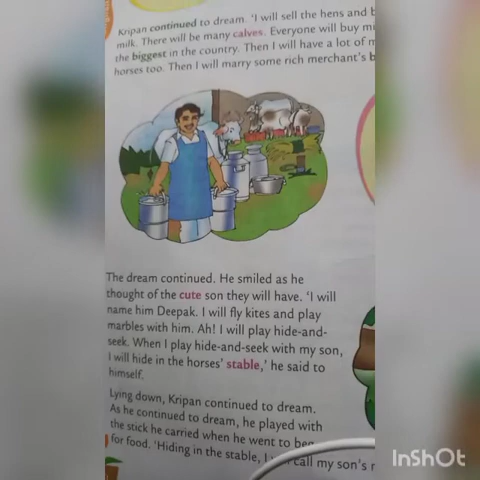 Kripan continued to dream. 'I will sell the hens and
milk. There will be many calves. Everyone will buy
the biggest in the country. Then I will have a lot of
horses too. Then I will marry some rich merchant's
The dream continued. He smiled as he
thought of the cute son they will have. 'I will
name him Deepak. I will fly kites and play
marbles with him. Ah! I will play hide-and-
seek. When I play hide-and-seek with my son,
I will hide in the horses' stable,' he said to
himself.
Lying down, Kripan continued to dream.
As he continued to dream, he played with
the stick he carried when he went to
for food. 'Hiding in the stable, I call my son's
InShOt